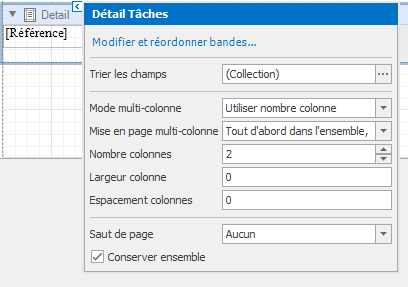 Detail
[Référence]
Détail Tâches
Modifier et réordonner bandes...
Trier les champs (Collection) ...
Mode multi-colonne Utiliser nombre colonne
Mise en page multi-colonne Tout d'abord dans l'ensemble,
Nombre colonnes 2
Largeur colonne 0
Espacement colonnes 0
Saut de page Aucun
Conserver ensemble